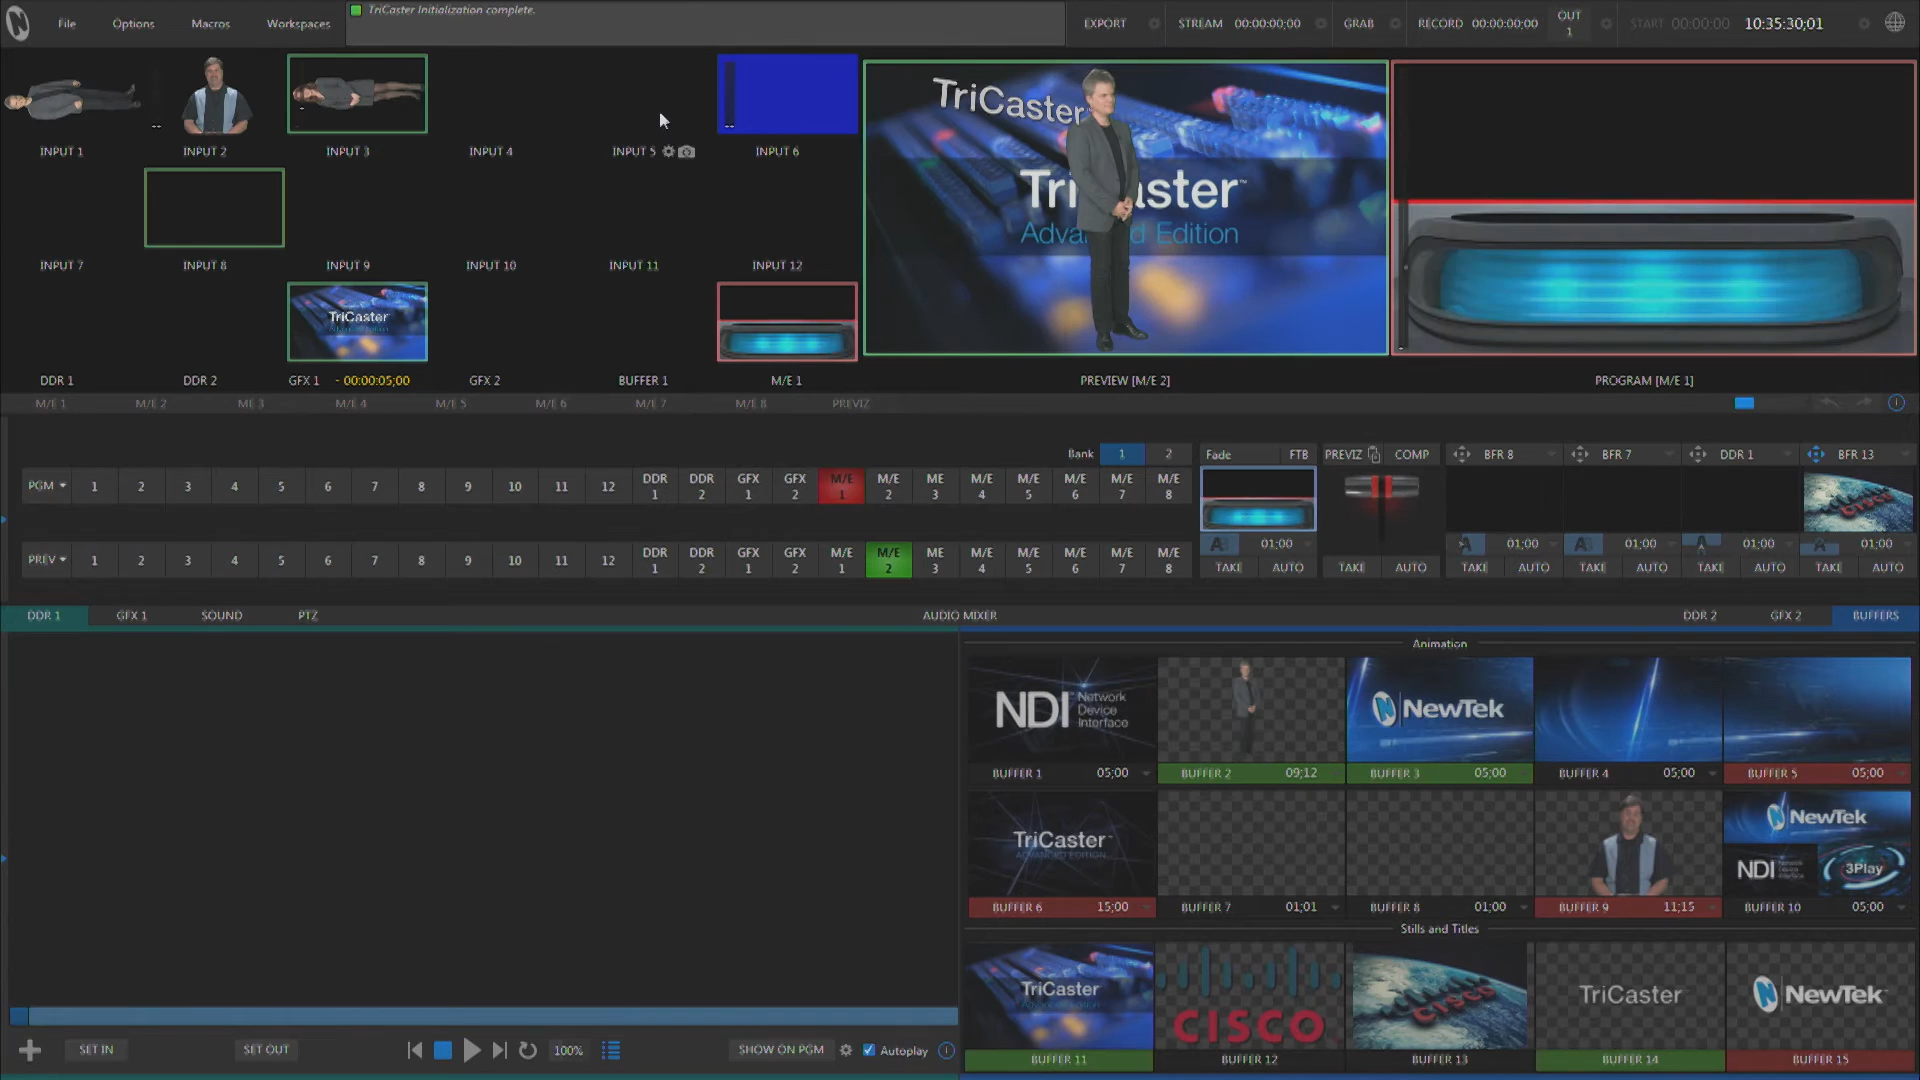 File Options Macros Workspaces
TriCaster Initialization complete.
EXPORT STREAM 00:00:00;00 GRAB RECORD 00:00:00;00 OUT 1 START 00:00:00 10:35:30;01
INPUT 1 INPUT 2 INPUT 3 INPUT 4 INPUT 5 INPUT 6
INPUT 7 INPUT 8 INPUT 9 INPUT 10 INPUT 11 INPUT 12
TriCaster
TriCaster
Advanced Edition
TriCaster
DDR 1 DDR 2 GFX 1 - 00:00:05;00 GFX 2 BUFFER 1 M/E 1 PREVIEW [M/E 2] PROGRAM [M/E 1]
M/E 1 M/E 2 ME 3 M/E 4 M/E 5 M/E 6 M/E 7 M/E 8 PREVIZ
Bank 1 2 Fade FTB PREVIZ COMP BFR 8 BFR 7 DDR 1 BFR 13
PGM 1 2 3 4 5 6 7 8 9 10 11 12 DDR 1 DDR 2 GFX 1 GFX 2 M/E 1 M/E 2 ME 3 M/E 4 M/E 5 M/E 6 M/E 7 M/E 8
CISCO
01:00 01:00 01:00 01:00 01:00
PREV 1 2 3 4 5 6 7 8 9 10 11 12 DDR 1 DDR 2 GFX 1 GFX 2 M/E 1 M/E 2 ME 3 M/E 4 M/E 5 M/E 6 M/E 7 M/E 8
TAKE AUTO TAKE AUTO TAKE AUTO TAKE AUTO TAKE AUTO TAKE AUTO
DDR 1 GFX 1 SOUND PTZ AUDIO MIXER DDR 2 GFX 2 BUFFERS
Animation
NDI Network Device Interface
NewTek
BUFFER 1 05;00 BUFFER 2 09;12 BUFFER 3 05;00 BUFFER 4 05;00 BUFFER 5 05;00
TriCaster
ADVANCED EDITION
NewTek
NDI 3Play
BUFFER 6 15;00 BUFFER 7 01;01 BUFFER 8 01;00 BUFFER 9 11;15 BUFFER 10 05;00
Stills and Titles
TriCaster
Advanced Edition
CISCO
CISCO
TriCaster
NewTek
BUFFER 11 BUFFER 12 BUFFER 13 BUFFER 14 BUFFER 15
SET IN SET OUT 100% SHOW ON PGM Autoplay